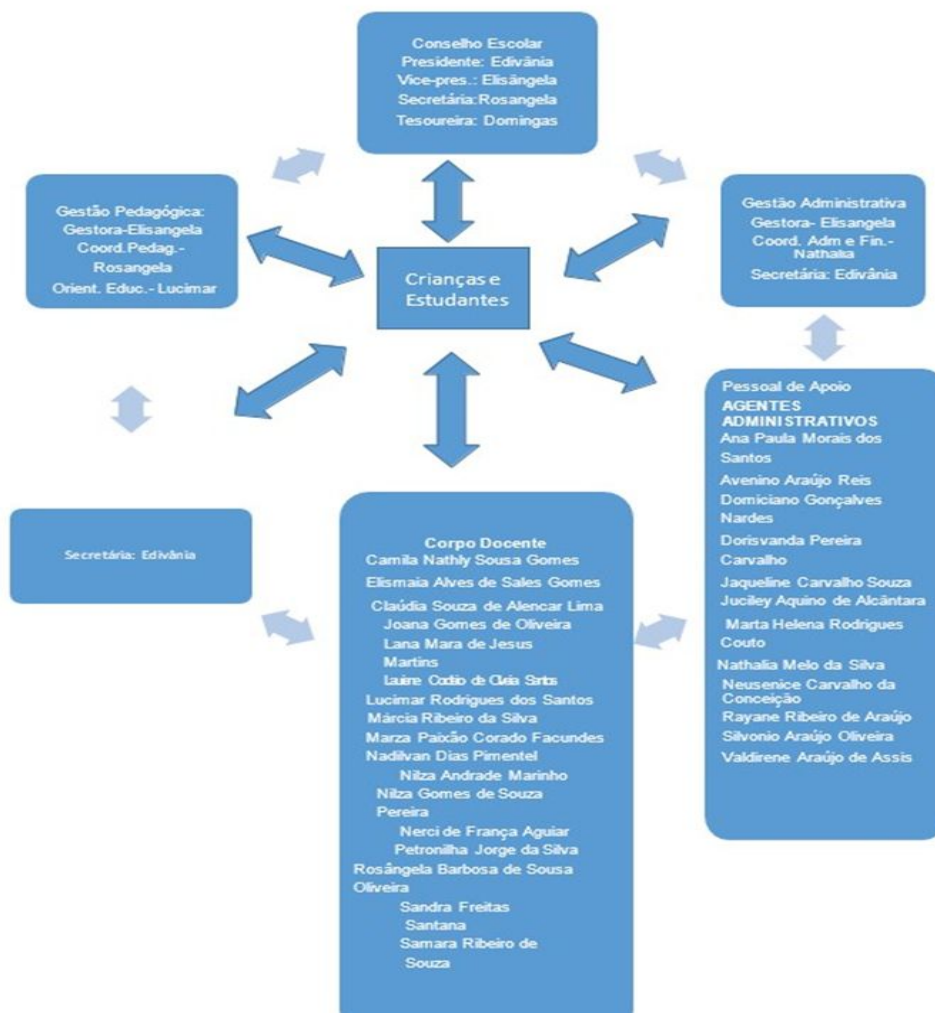 Conselho Escolar
Presidente: Edivânia
Vice-pres.: Elisângela
Secretária:Rosangela
Tesoureira: Domingas
Gestão Pedagógica:
Gestora-Elisangela
Coord.Pedag.-
Rosangela
Orient. Educ.- Lucimar
Gestão Administrativa
Gestora- Elisangela
Coord. Adm e Fin.-
Nathalia
Secretária: Edivânia
Crianças e
Estudantes
Secretária: Edivânia
Corpo Docente
Camila Nathly Sousa Gomes
Elismaia Alves de Sales Gomes
Claúdia Souza de Alencar Lima
Joana Gomes de Oliveira
Lana Mara de Jesus
Martins
de Santos
Lucimar Rodrigues dos Santos
Márcia Ribeiro da Silva
Marza Paixão Corado Facundes
Nadilvan Dias Pimentel
Nilza Andrade Marinho
Nilza Gomes de Souza
Pereira
Nerci de França Aguiar
Petronilha Jorge da Silva
Rosângela Barbosa de Sousa
Oliveira
Sandra Freitas
Santana
Samara Ribeiro de
Souza
Pessoal de Apoio
AGENTES
ADMINISTRATIVOS
Ana Paula Morais dos
Santos
Avenino Araújo Reis
Domiciano Gonçalves
Nardes
Dorisvanda Pereira
Carvalho
Jaqueline Carvalho Souza
Juciley Aquino de Alcântara
Marta Helena Rodrigues
Couto
Nathalia Melo da Silva
Neusenice Carvalho da
Conceição
Rayane Ribeiro de Araújo
Silvonio Araújo Oliveira
Valdirene Araújo de Assis